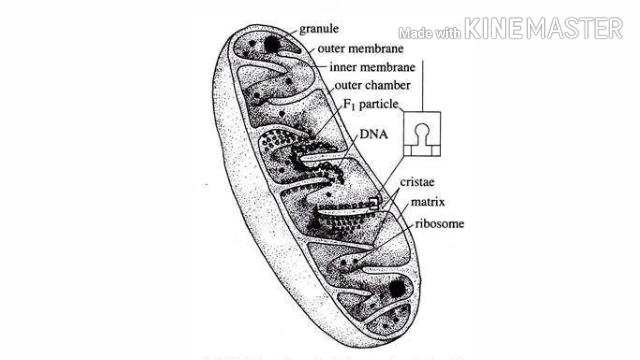 granule
Made with KINEMASTER
outer membrane
inner membrane
outer chamber
F₁ particle
DNA
cristae
matrix
ribosome